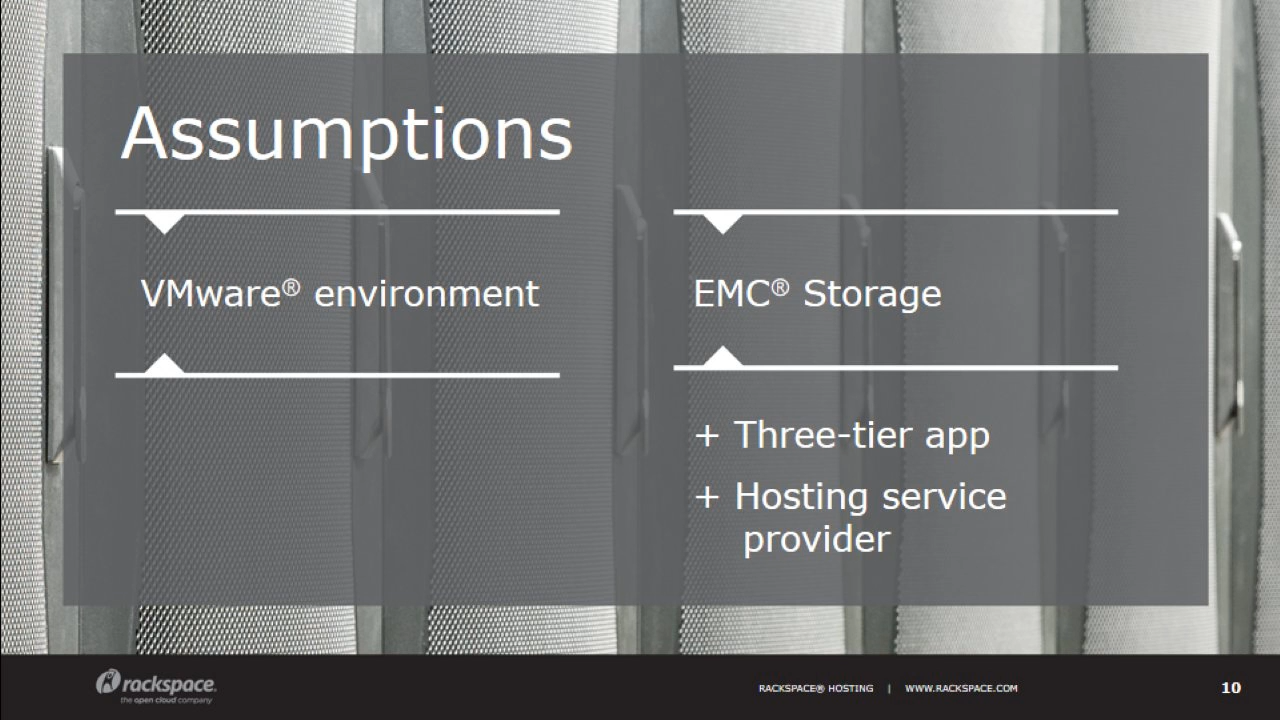 Assumptions
VMware® environment
EMC® Storage
+ Three-tier app
+ Hosting service
provider
rackspace.
the open cloud company
RACKSPACE® HOSTING | WWW.RACKSPACE.COM
10